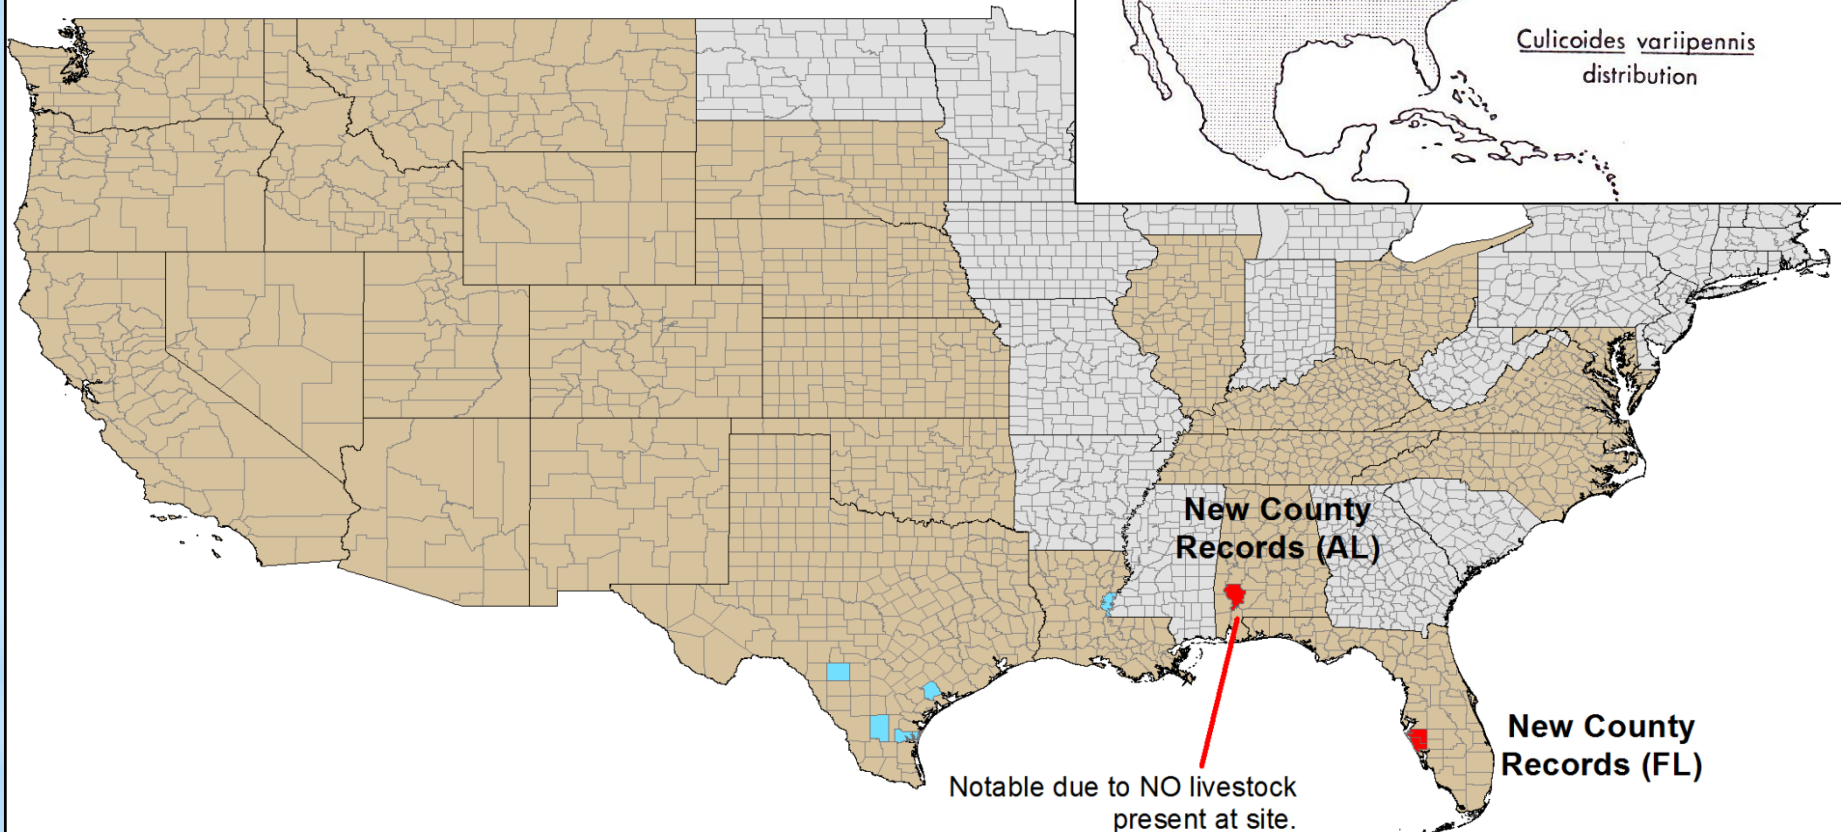 Culicoides variipennis
distribution
New County
Records (AL)
New County
Records (FL)
Notable due to NO livestock
present at site.